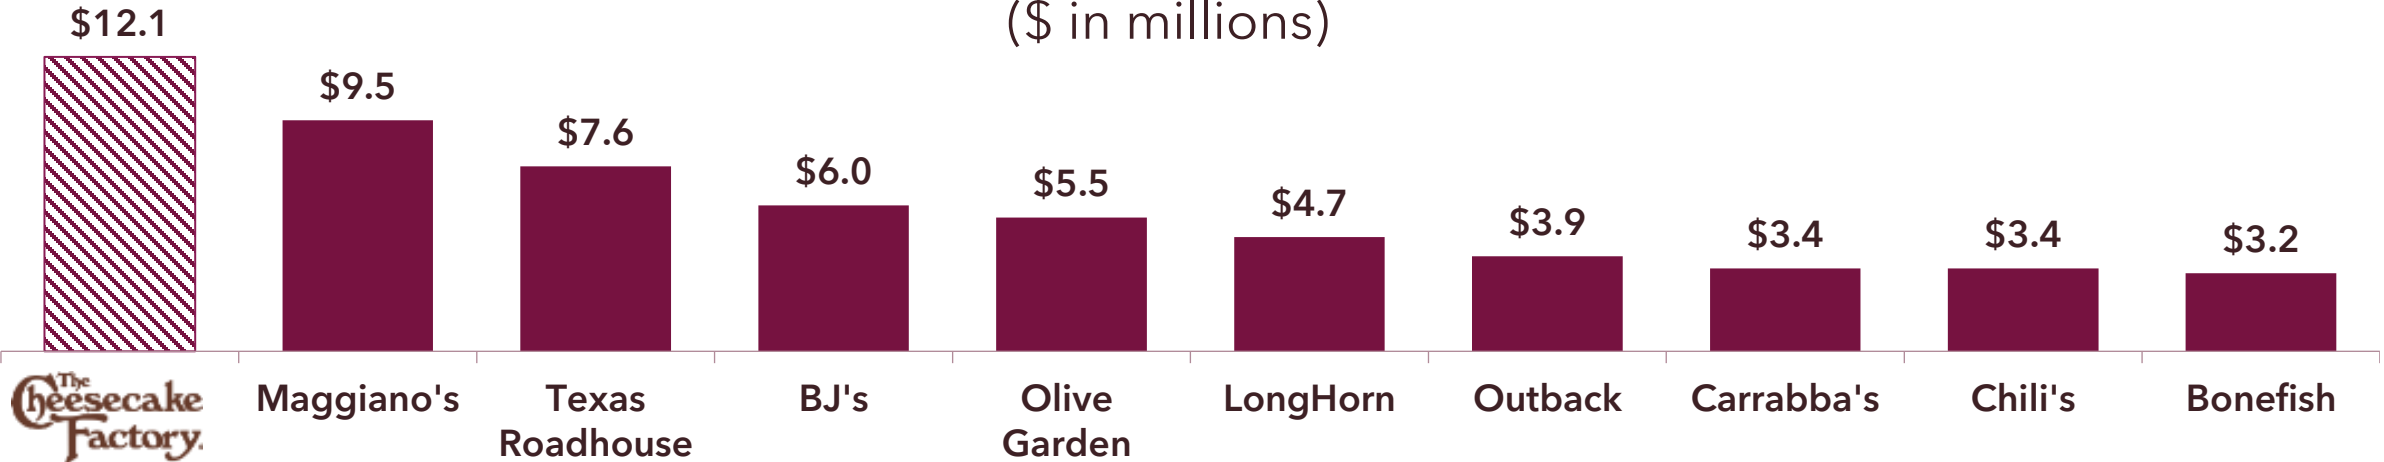 ($ in millions)
$12.1
$9.5
$7.6
$6.0
$5.5
$4.7
$3.9
$3.4
$3.4
$3.2
The
Cheesecake
Factory.
Maggiano's
Texas
Roadhouse
BJ's
Olive
Garden
LongHorn
Outback
Carrabba's
Chili's
Bonefish